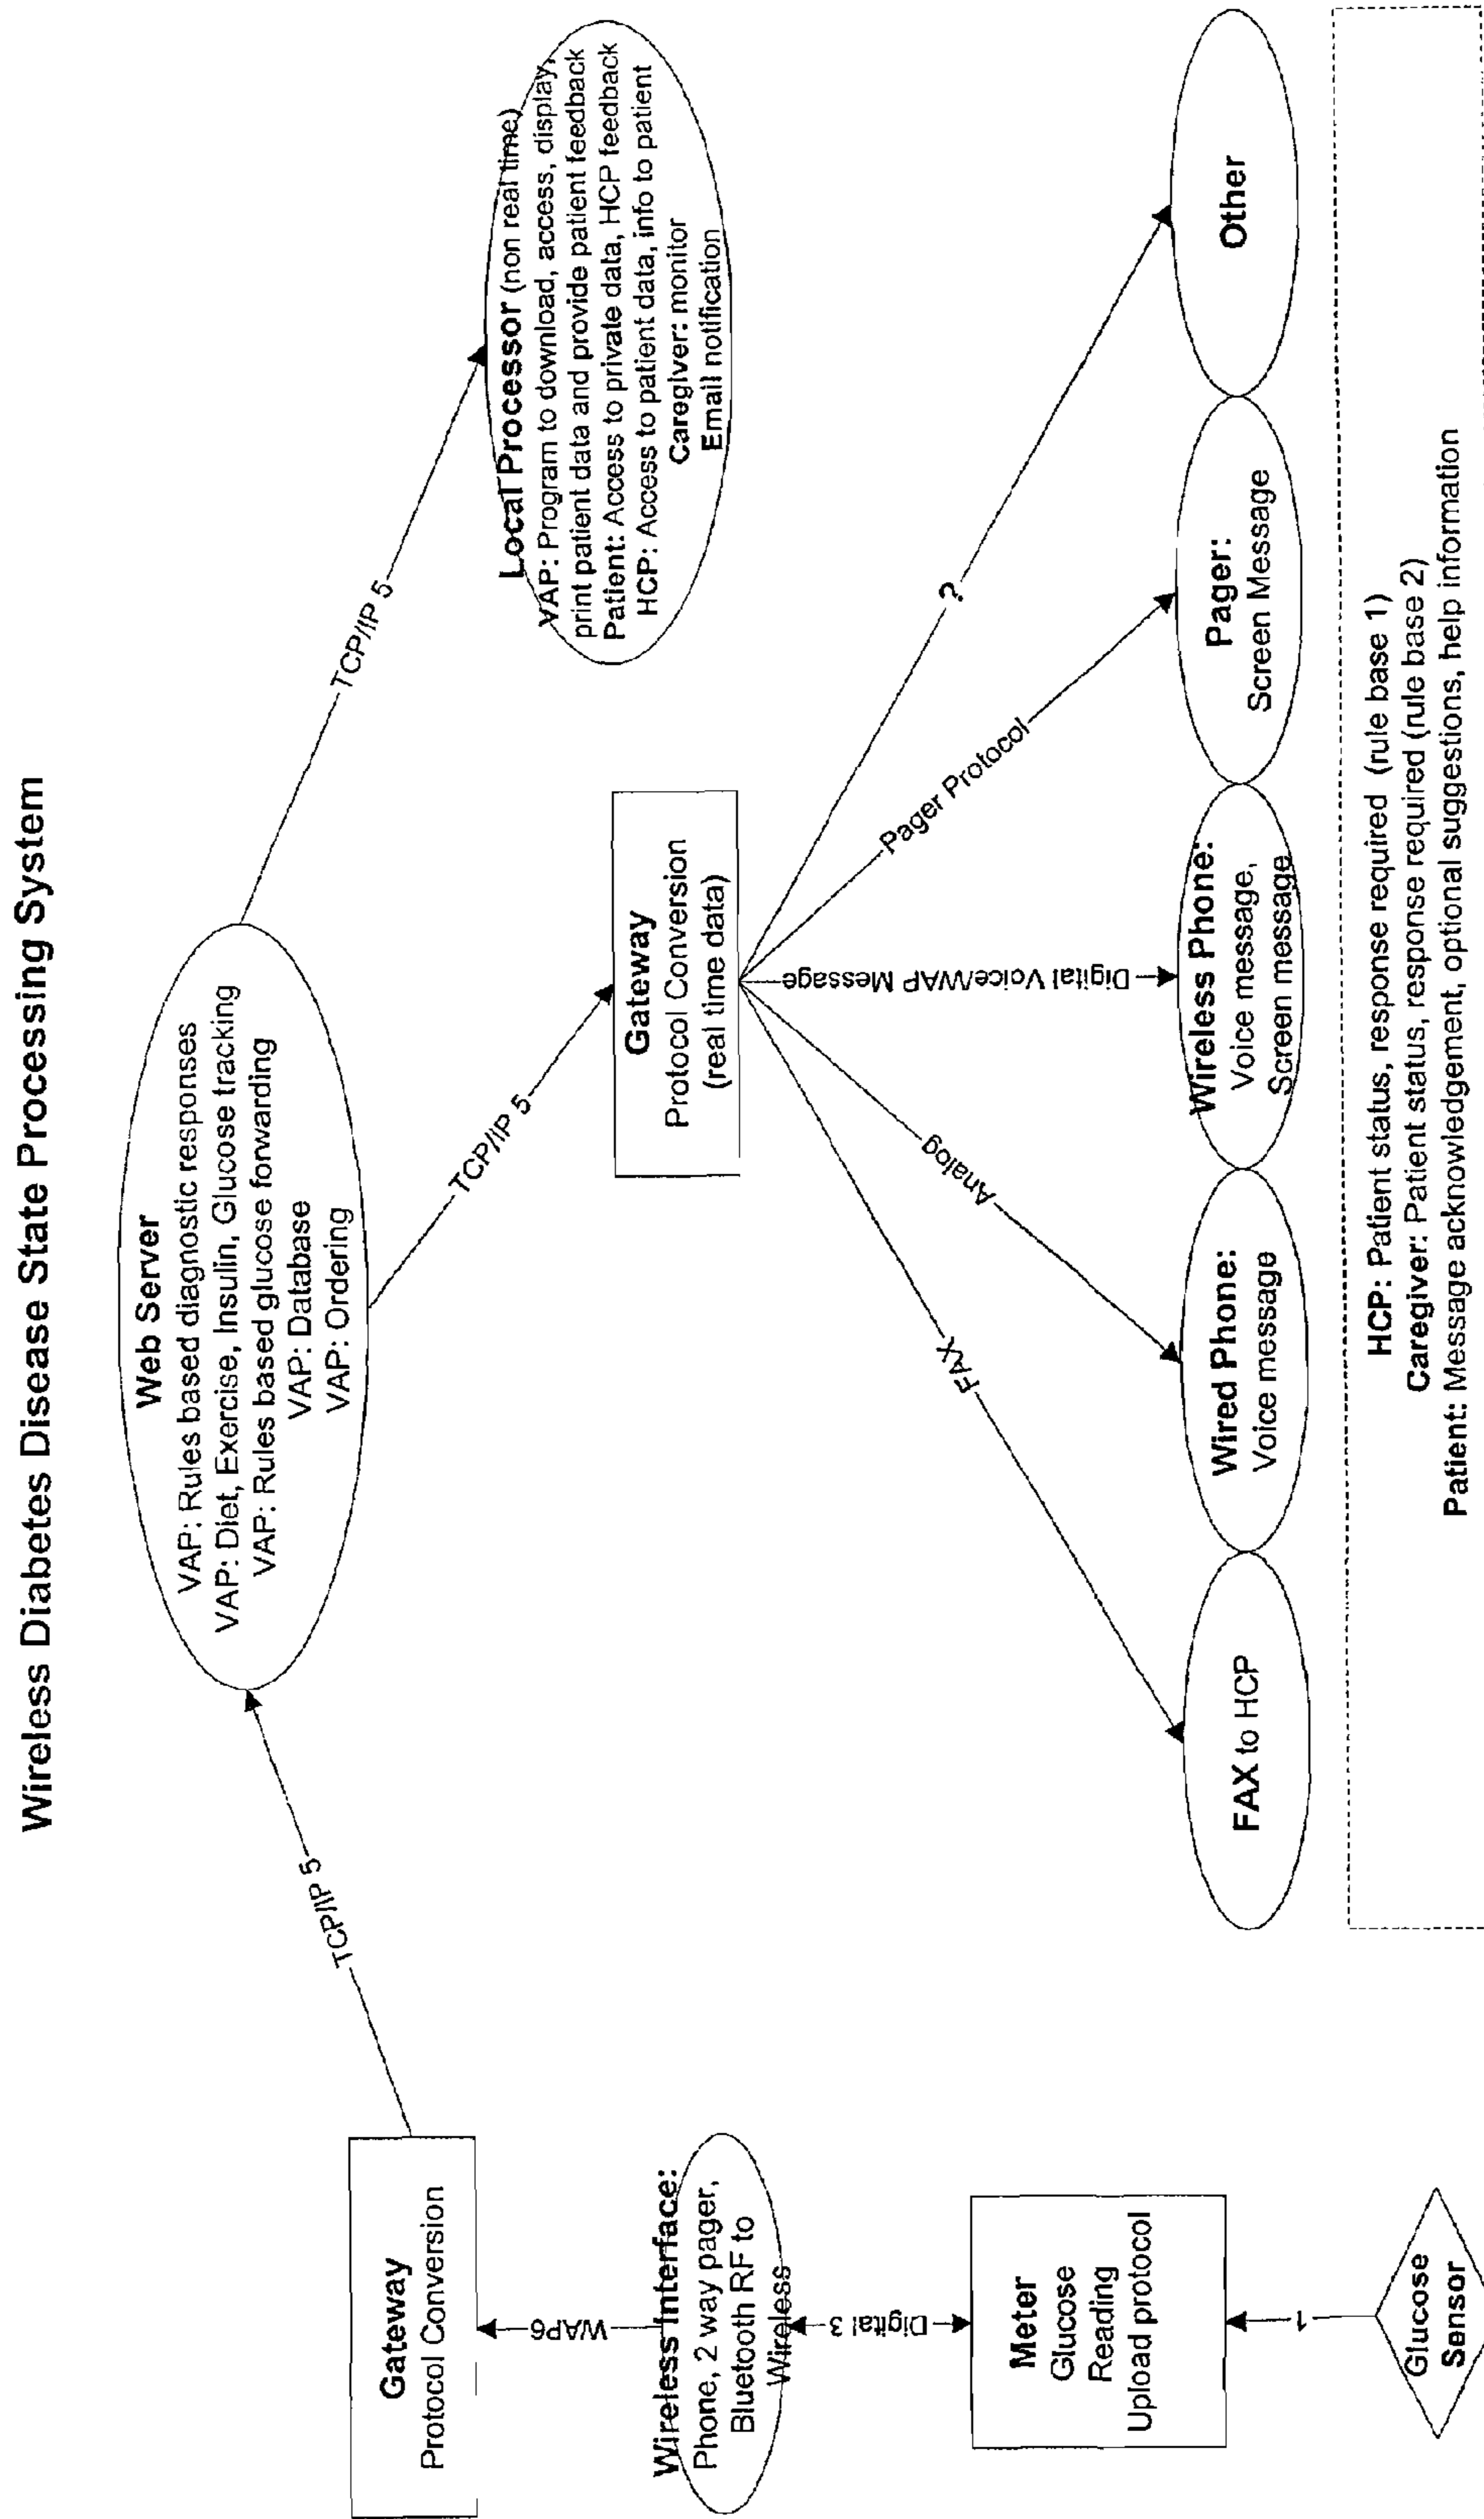 Wireless Diabetes Disease State Processing System
Web Server
VAP: Rules based diagnostic responses
VAP: Diet, Exercise, Insulin, Glucose tracking
VAP: Rules based glucose forwarding
VAP: Database
VAP: Ordering
TCP/IP 5
TCP/IP 5
TCP/IP 5
Gateway
Protocol Conversion
WAP6
Wireless Interface:
Phone, 2 way pager,
Bluetooth RF to
Wireless
Digital 3
Meter
Glucose
Reading
Upload protocol
1
Glucose
Sensor
Local Processor (non real time)
VAP: Program to download, access, display,
print patient data and provide patient feedback
Patient: Access to private data, HCP feedback
HCP: Access to patient data, info to patient
Caregiver: monitor
Email notification
Gateway
Protocol Conversion
(real time data)
FAX
Analog
Digital Voice/WAP Message
Pager Protocol
?
FAX to HCP
Wired Phone:
Voice message
Wireless Phone:
Voice message,
Screen message
Pager:
Screen Message
Other
HCP: Patient status, response required (rule base 1)
Caregiver: Patient status, response required (rule base 2)
Patient: Message acknowledgement, optional suggestions, help information